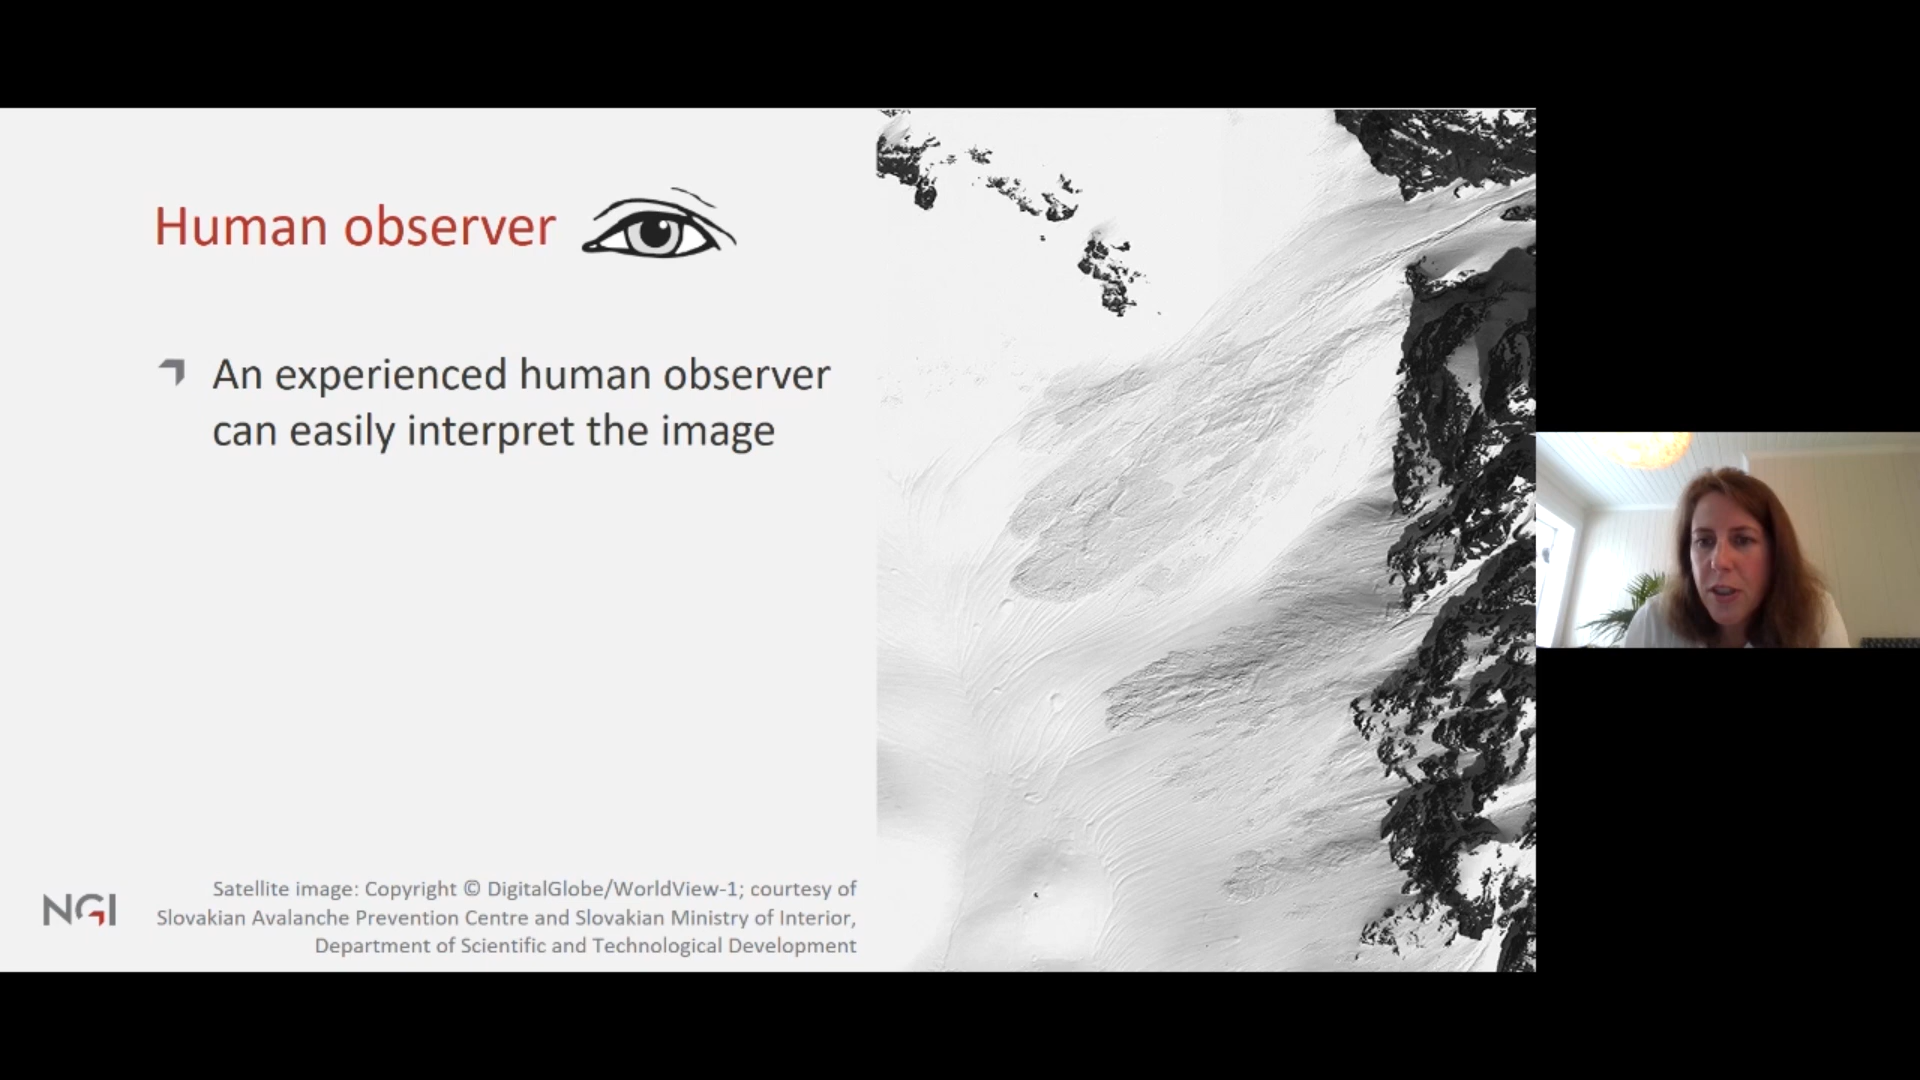 Human observer
An experienced human observer
can easily interpret the image
Satellite image: Copyright © DigitalGlobe/WorldView-1; courtesy of
Slovakian Avalanche Prevention Centre and Slovakian Ministry of Interior,
Department of Scientific and Technological Development
NGI